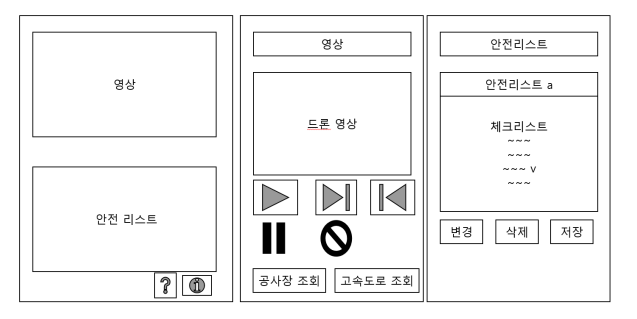 영상
안전 리스트
?
i
영상
드론 영상
공사장 조회
고속도로 조회
안전리스트
안전리스트 a
체크리스트
~~~
~~~
~~~ v
~~~
변경
삭제
저장